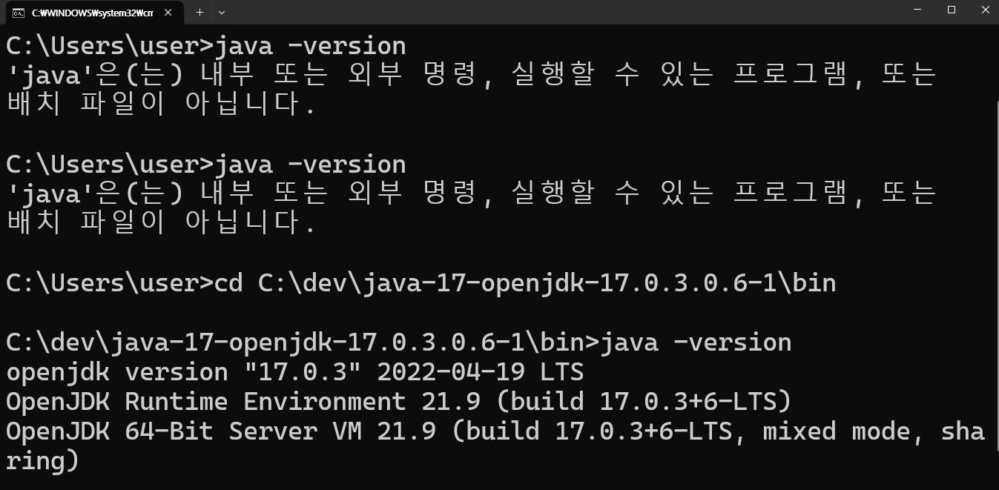 C:₩WINDOWS₩system32₩cm
C:\Users\user>java -version
'java'은(는) 내부 또는 외부 명령, 실행할 수 있는 프로그램, 또는
배치 파일이 아닙니다.
C:\Users\user>java -version
'java'은(는) 내부 또는 외부 명령, 실행할 수 있는 프로그램, 또는
배치 파일이 아닙니다.
C:\Users\user>cd C:\dev\java-17-openjdk-17.0.3.0.6-1\bin
C:\dev\java-17-openjdk-17.0.3.0.6-1\bin>java -version
openjdk version "17.0.3" 2022-04-19 LTS
OpenJDK Runtime Environment 21.9 (build 17.0.3+6-LTS)
OpenJDK 64-Bit Server VM 21.9 (build 17.0.3+6-LTS, mixed mode, sha
ring)